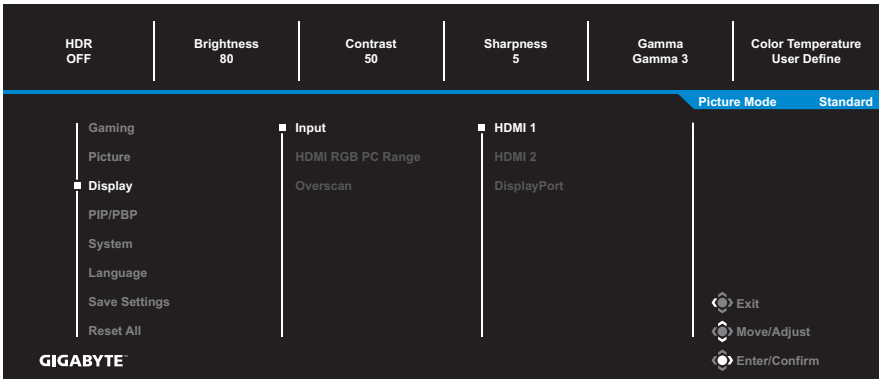 HDR Brightness Contrast Sharpness Gamma Color Temperature
OFF 80 50 5 Gamma 3 User Define
Picture Mode Standard
Gaming Input HDMI 1
Picture HDMI RGB PC Range HDMI 2
Display Overscan DisplayPort
PIP/PBP
System
Language
Save Settings Exit
Reset All Move/Adjust
GIGABYTE™ Enter/Confirm